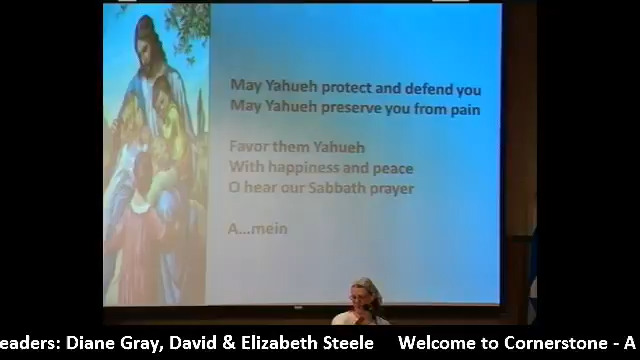 May Yahueh protect and defend you
May Yahueh preserve you from pain
Favor them Yahueh
With happiness and peace
O hear our Sabbath prayer
A...mein
eaders: Diane Gray, David & Elizabeth Steele Welcome to Cornerstone - A